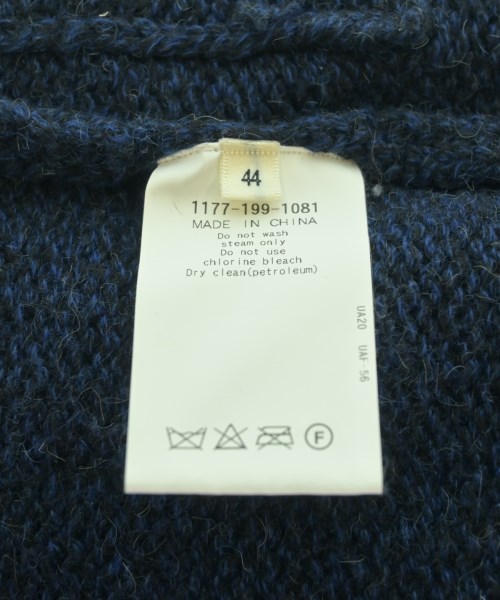 44
1177-199-1081
MADE IN CHINA
Do not wash
steam only
Do not use
chlorine bleach
Dry clean(petroleum)
UA20 UAF-56
F